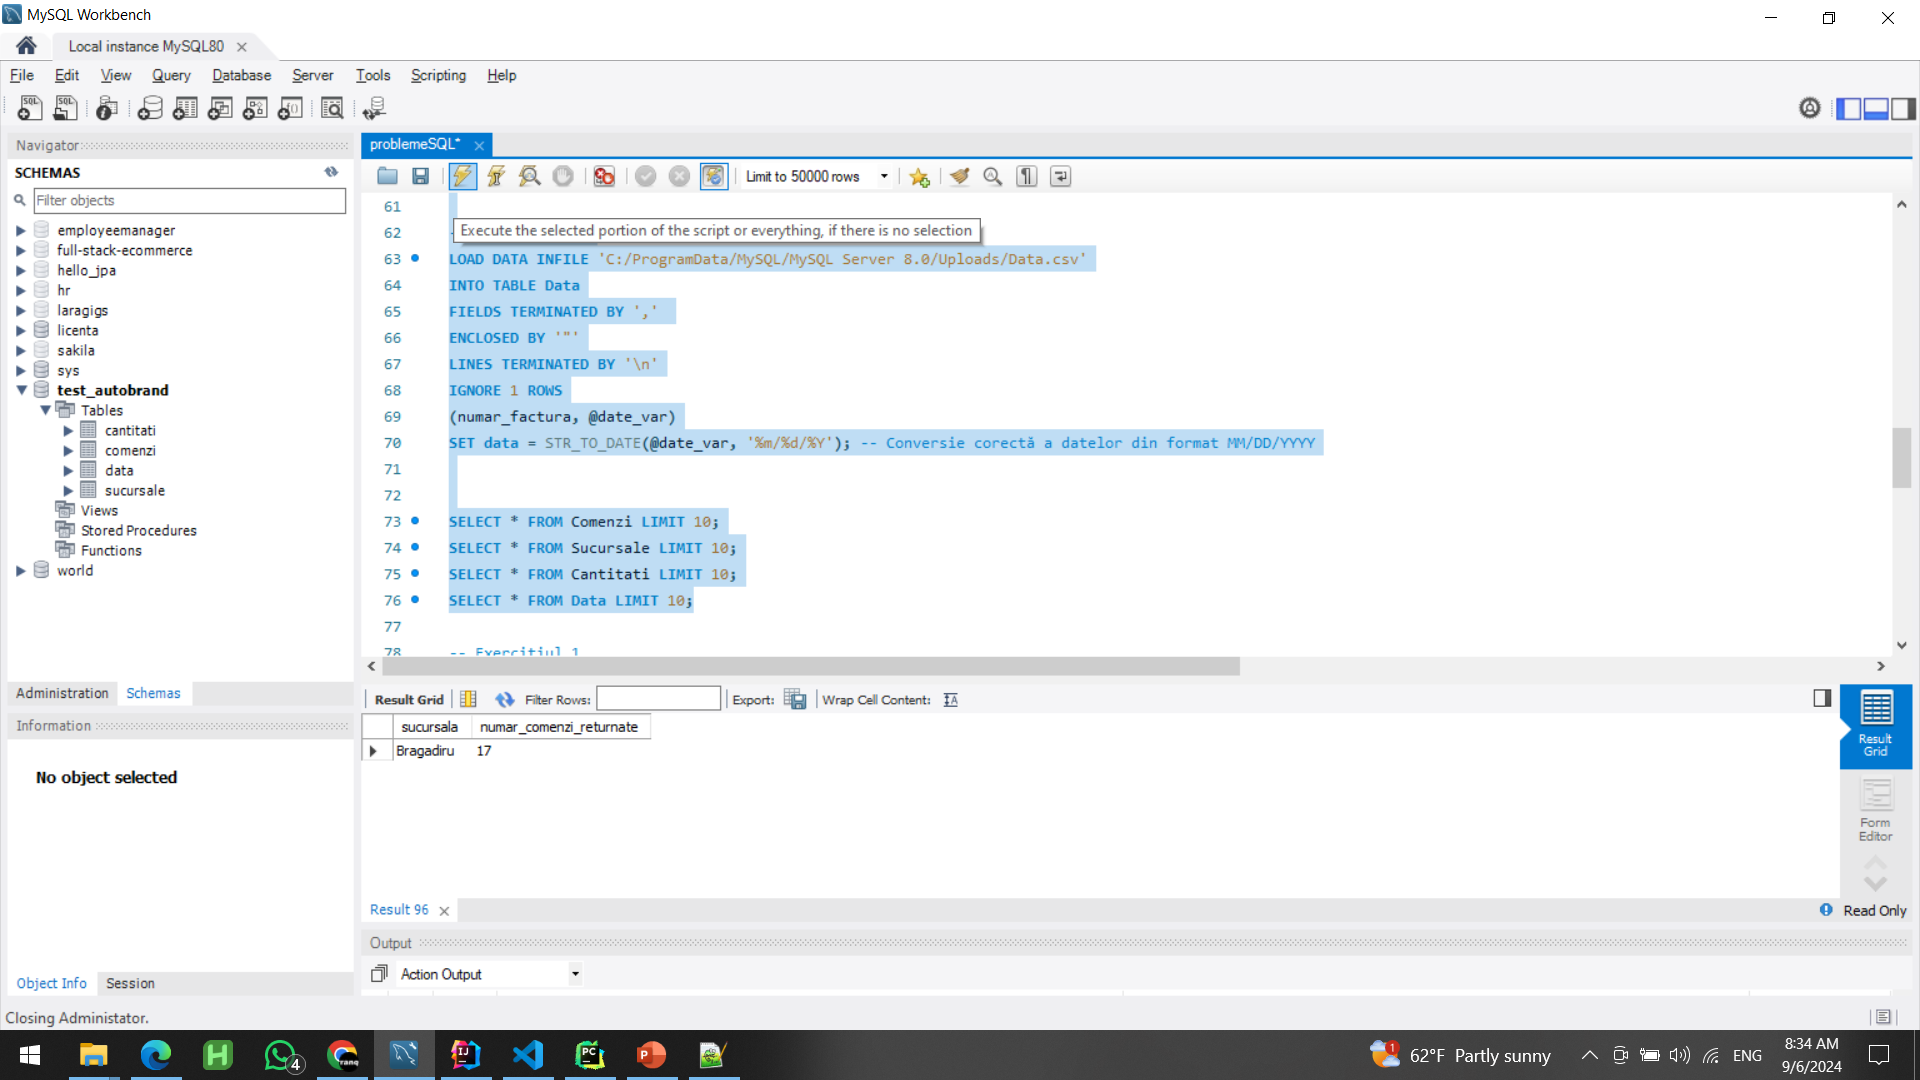 MySQL Workbench
Local instance MySQL80
File Edit View Query Database Server Tools Scripting Help
Navigator
SCHEMAS
Filter objects
employeemanager
full-stack-ecommerce
hello_jpa
hr
laragigs
licenta
sakila
sys
test_autobrand
Tables
cantitati
comenzi
data
sucursale
Views
Stored Procedures
Functions
world
Administration Schemas
Information
No object selected
Object Info Session
problemeSQL*
Limit to 50000 rows
61
62
Execute the selected portion of the script or everything, if there is no selection
63 LOAD DATA INFILE 'C:/ProgramData/MySQL/MySQL Server 8.0/Uploads/Data.csv'
64 INTO TABLE Data
65 FIELDS TERMINATED BY ','
66 ENCLOSED BY '"'
67 LINES TERMINATED BY '\n'
68 IGNORE 1 ROWS
69 (numar_factura, @date_var)
70 SET data = STR_TO_DATE(@date_var, '%m/%d/%Y'); -- Conversie corectă a datelor din format MM/DD/YYYY
71
72
73 SELECT * FROM Comenzi LIMIT 10;
74 SELECT * FROM Sucursale LIMIT 10;
75 SELECT * FROM Cantitati LIMIT 10;
76 SELECT * FROM Data LIMIT 10;
77
78 -- Exercitiul 1
Result Grid Filter Rows: Export: Wrap Cell Content:
sucursala numar_comenzi_returnate
Bragadiru 17
Result Grid
Form Editor
Result 96
Read Only
Output
Action Output
Closing Administator.
62°F Partly sunny
ENG
8:34 AM
9/6/2024